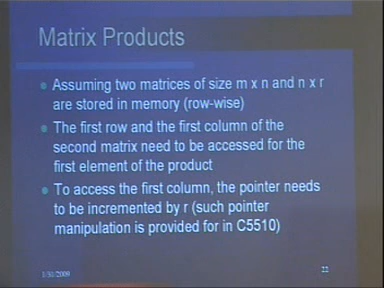 Matrix Products
Assuming two matrices of size m x n and n x r
are stored in memory (row-wise)
The first row and the first column of the
second matrix need to be accessed for the
first element of the product
To access the first column, the pointer needs
to be incremented by r (such pointer
manipulation is provided for in C5510)
1/31/2009
22